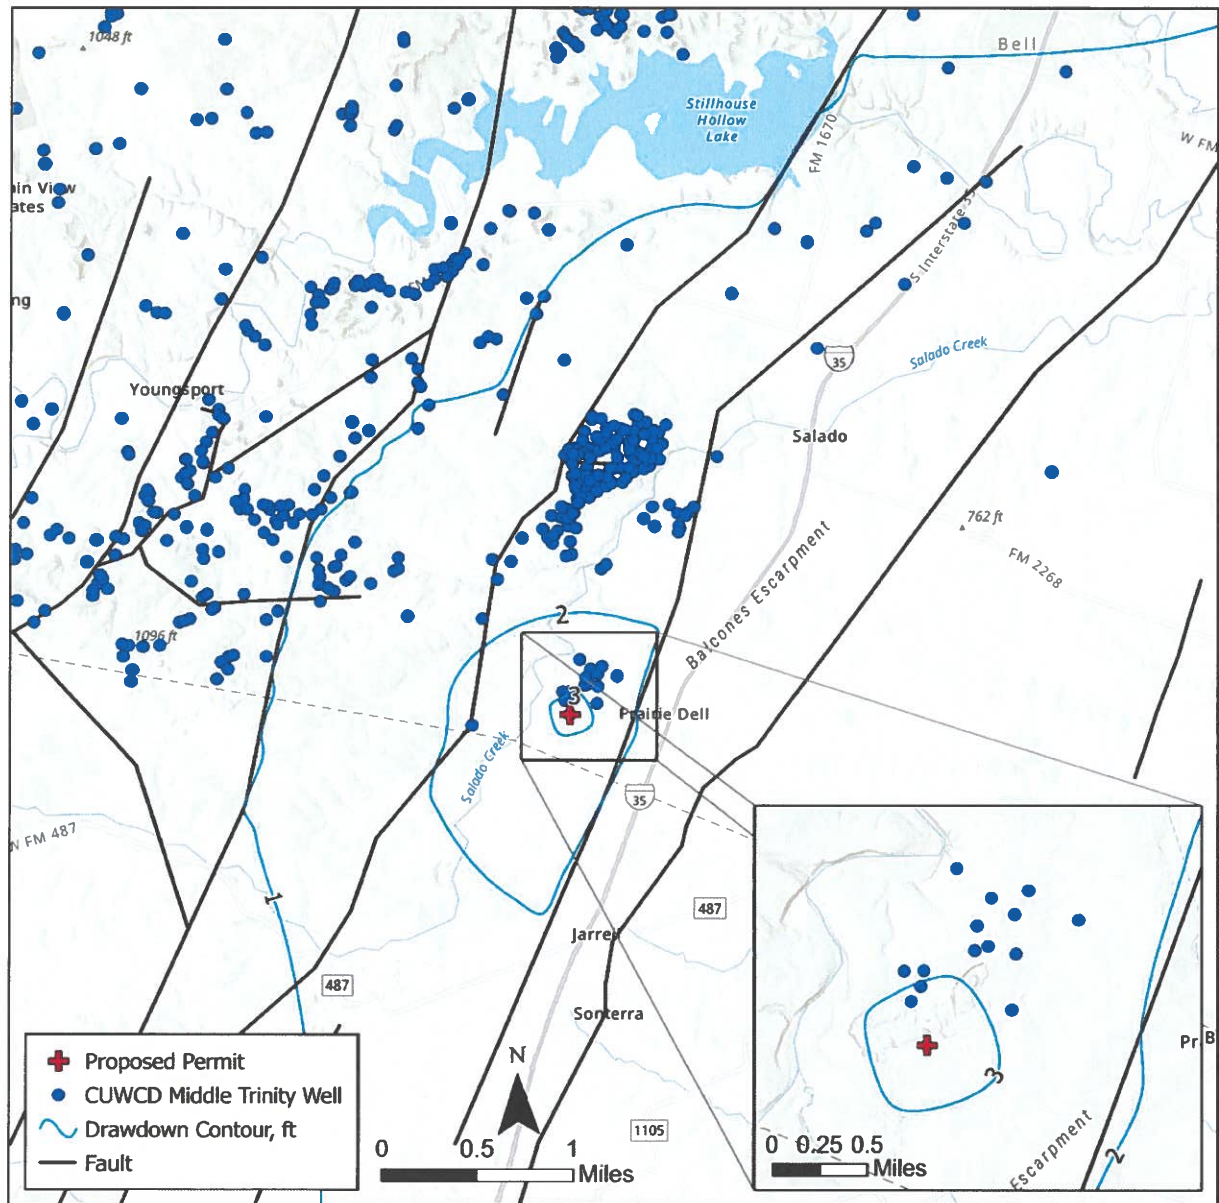 1048 ft
Bell
Stillhouse
Hollow
Lake
FM 1670
W FM
ain View
ates
S Interstate 35
ng
Salado Creek
35
Youngsport
Salado
762 ft
FM 2268
Balcones Escarpment
1096 ft
2
3
Prairie Dell
Salado Creek
35
W FM 487
1
487
Jarrell
487
Sonterra
1105
N
0 0.5 1
Miles
Proposed Permit
CUWCD Middle Trinity Well
Drawdown Contour, ft
Fault
Pr
B
3
2
Escarpment
0 0.25 0.5
Miles